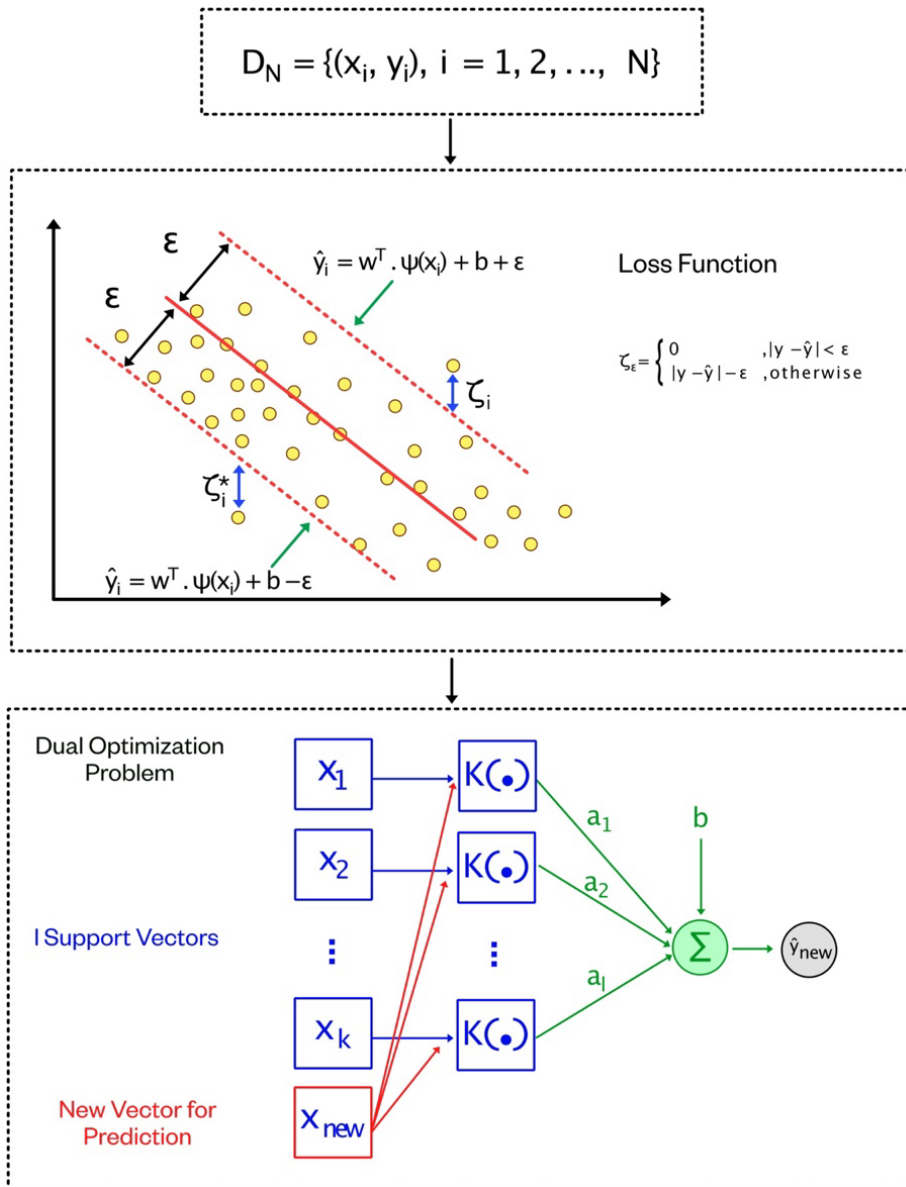 D_N = {(x_i, y_i), i = 1, 2, ..., N}
ε
ŷ_i = w^T . ψ(x_i) + b + ε
Loss Function
ε
ζ_ε = { 0 , |y − ŷ| < ε
|y − ŷ| − ε , otherwise
ζ_i
ζ_i^*
ŷ_i = w^T . ψ(x_i) + b − ε
Dual Optimization
Problem
x_1
K(•)
a_1
b
x_2
K(•)
a_2
l Support Vectors
⋮
⋮
Σ
ŷ_new
a_l
x_k
K(•)
New Vector for
Prediction
x_new